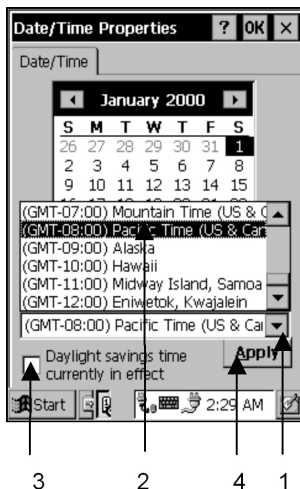 Date/Time Properties ? OK ×
Date/Time
January 2000
S M T W T F S
26 27 28 29 30 31 1
2 3 4 5 6 7 8
9 10 11 12 13 14 15
(GMT-07:00) Mountain Time (US & C
(GMT-08:00) Pacific Time (US & Can
(GMT-09:00) Alaska
(GMT-10:00) Hawaii
(GMT-11:00) Midway Island, Samoa
(GMT-12:00) Eniwetok, Kwajalein
(GMT-08:00) Pacific Time (US & Can
Daylight savings time
currently in effect
Apply
Start 2:29 AM
3 2 4 1